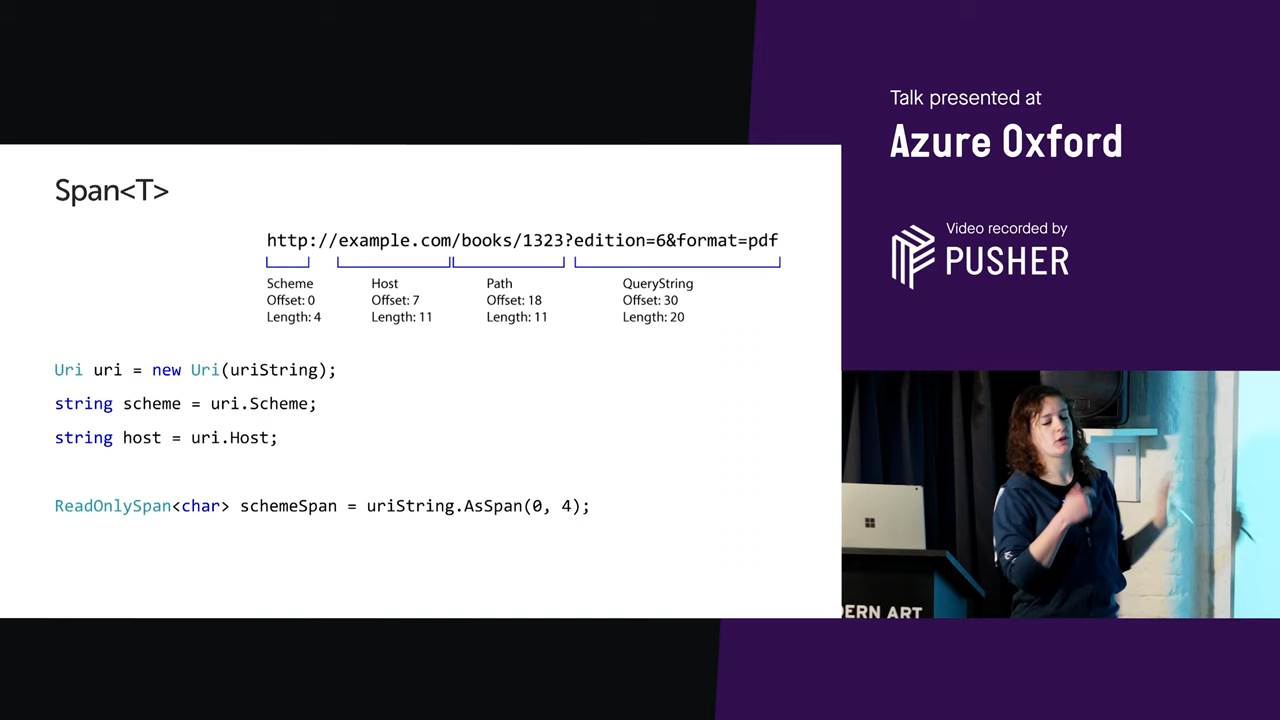 Talk presented at
Azure Oxford
Video recorded by
PUSHER
Span<T>
http://example.com/books/1323?edition=6&format=pdf
Scheme
Offset: 0
Length: 4
Host
Offset: 7
Length: 11
Path
Offset: 18
Length: 11
QueryString
Offset: 30
Length: 20
Uri uri = new Uri(uriString);
string scheme = uri.Scheme;
string host = uri.Host;
ReadOnlySpan<char> schemeSpan = uriString.AsSpan(0, 4);
DERN ART